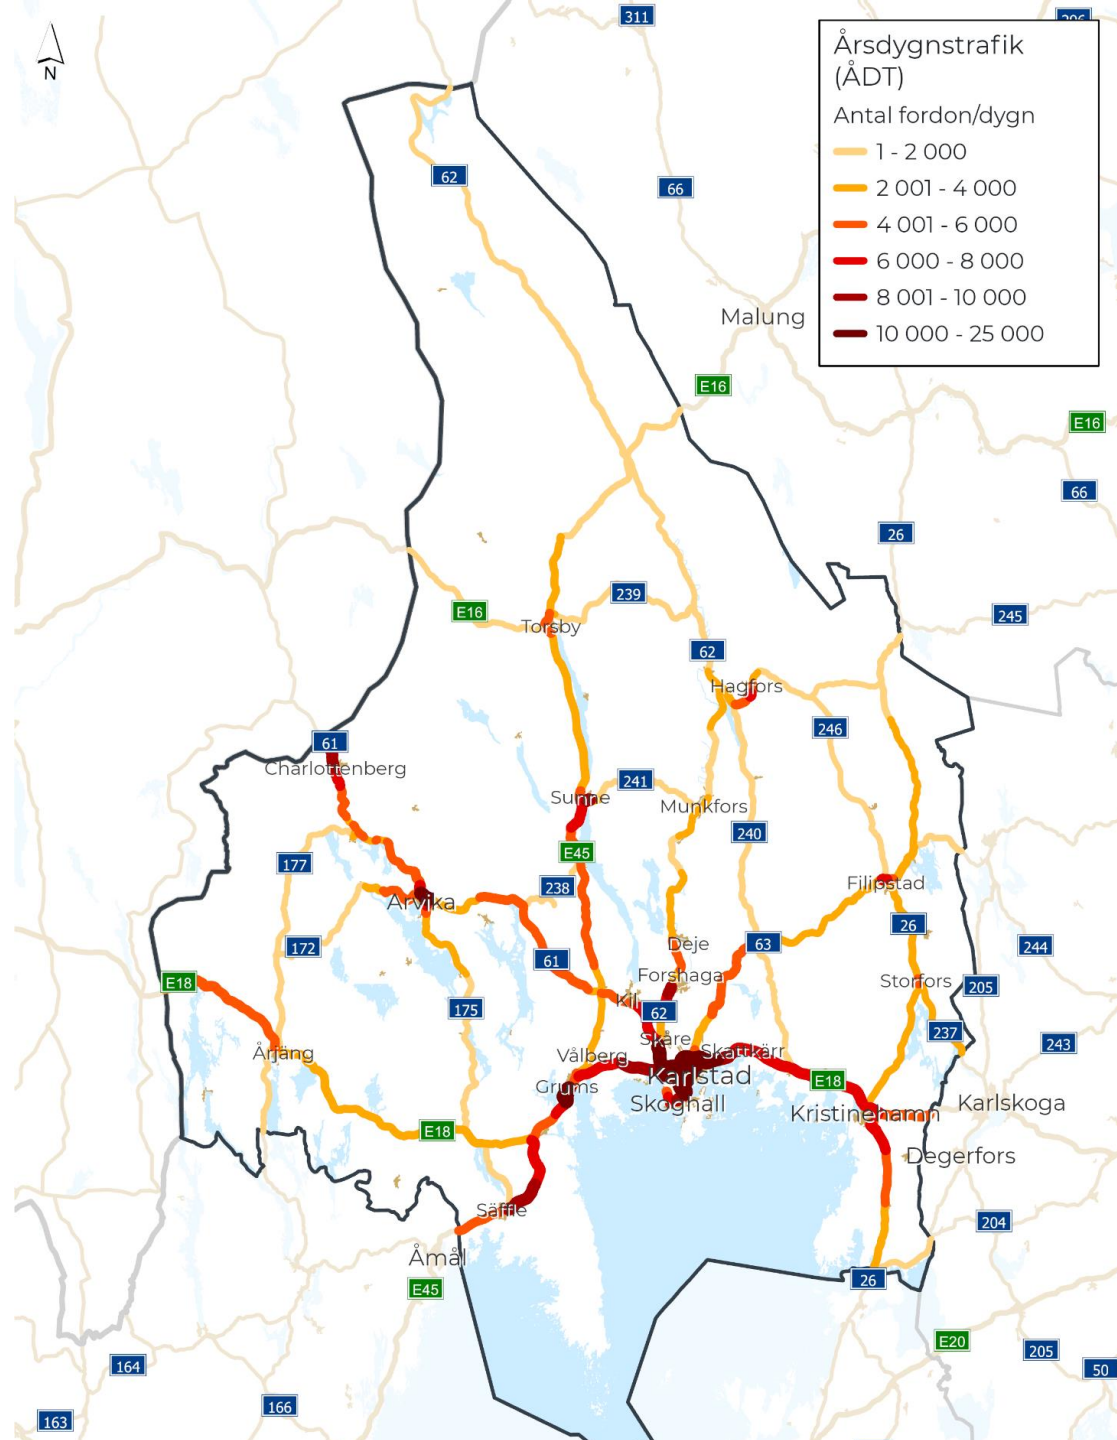 311
206
N
Årsdygnstrafik
(ÅDT)
Antal fordon/dygn
1 - 2 000
2 001 - 4 000
4 001 - 6 000
6 000 - 8 000
8 001 - 10 000
10 000 - 25 000
62
66
Malung
E16
E16
66
26
239
E16
Torsby
245
62
Hagfors
246
61
Charlottenberg
241
Sunne
Munkfors
240
E45
177
238
Arvika
Filipstad
26
172
61
Deje
63
244
E18
Forshaga
Storfors
205
Kil
62
175
237
243
Skåre
Årjäng
Vålberg
Skattkärr
Karlstad
Grums
E18
Skoghall
Kristinehamn
Karlskoga
E18
Degerfors
Säffle
204
Åmål
26
E45
E20
205
164
50
166
163